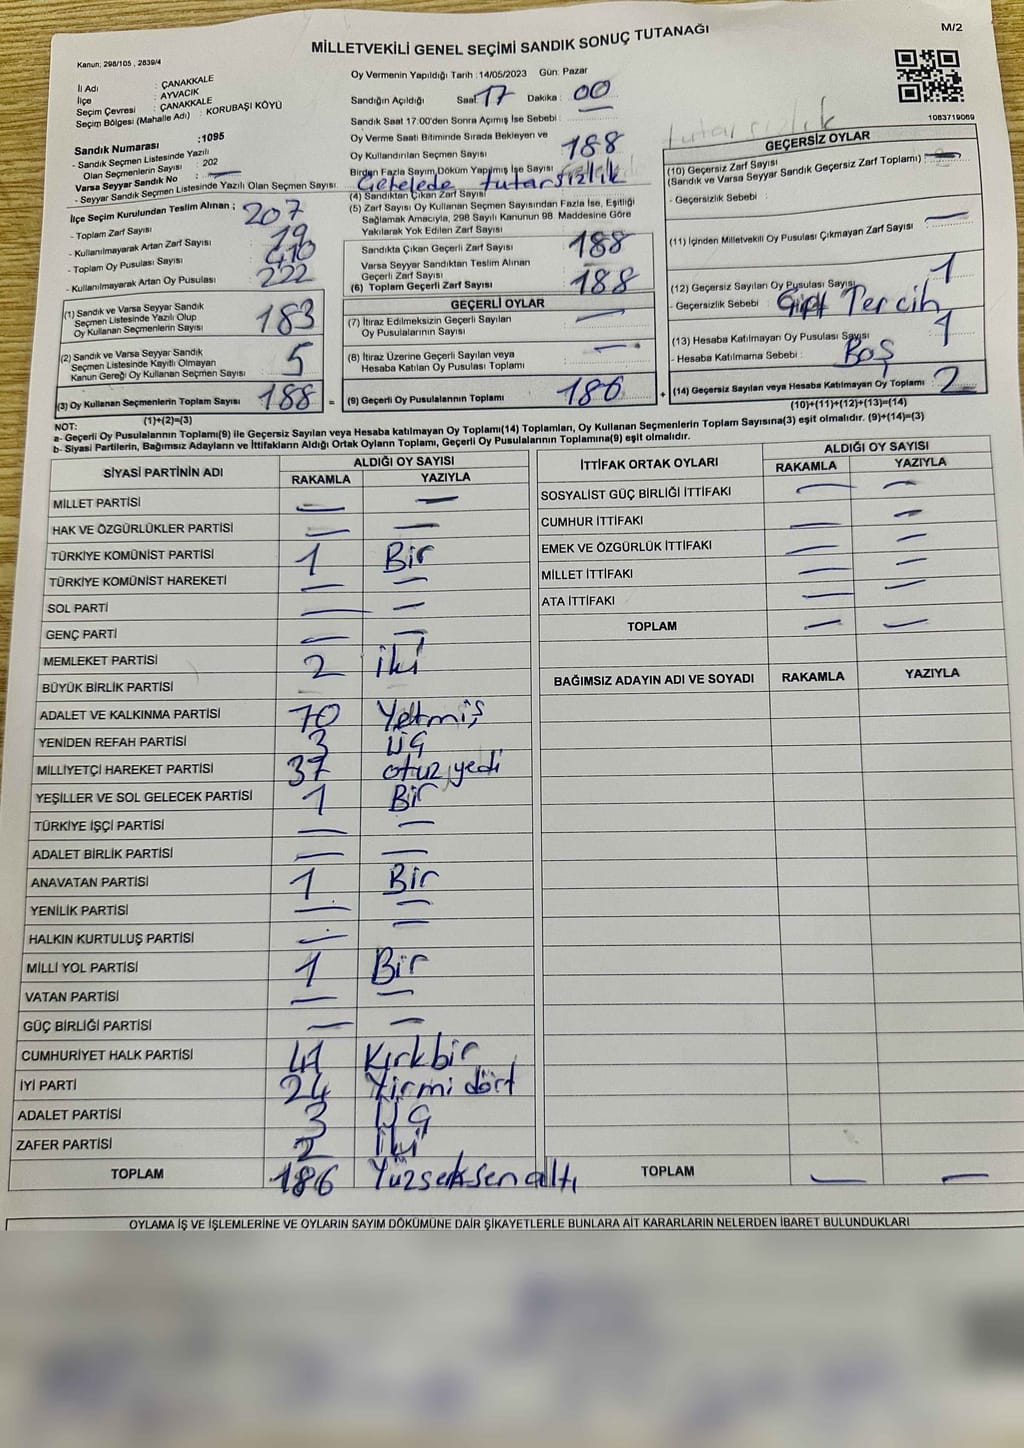 M/2
MİLLETVEKİLİ GENEL SEÇİMİ SANDIK SONUÇ TUTANAĞI
Kanun: 298/105 , 2839/4
İl Adı : ÇANAKKALE
İlçe : AYVACIK
Seçim Çevresi : ÇANAKKALE
Seçim Bölgesi (Mahalle Adı) : KORUBAŞI KÖYÜ
Sandık Numarası :1095
- Sandık Seçmen Listesinde Yazılı
Olan Seçmenlerin Sayısı : 202
Varsa Seyyar Sandık No : —
- Seyyar Sandık Seçmen Listesinde Yazılı Olan Seçmen Sayısı:
İlçe Seçim Kurulundan Teslim Alınan ; 207
- Toplam Zarf Sayısı
- Kullanılmayarak Artan Zarf Sayısı 19
- Toplam Oy Pusulası Sayısı 410
- Kullanılmayarak Artan Oy Pusulası 222
(1) Sandık ve Varsa Seyyar Sandık
Seçmen Listesinde Yazılı Olup
Oy Kullanan Seçmenlerin Sayısı 183
(2) Sandık ve Varsa Seyyar Sandık
Seçmen Listesinde Kayıtlı Olmayan
Kanun Gereği Oy Kullanan Seçmen Sayısı 5
(3) Oy Kullanan Seçmenlerin Toplam Sayısı 188 =
(1)+(2)=(3)
Oy Vermenin Yapıldığı Tarih :14/05/2023 Gün: Pazar
Sandığın Açıldığı Saat: 17 Dakika : 00
Sandık Saat 17:00'den Sonra Açımış İse Sebebi :
Oy Verme Saati Bitiminde Sırada Bekleyen ve
Oy Kullandırılan Seçmen Sayısı 188
Birden Fazla Sayım Döküm Yapılmış İse Sayısı
Çetelede tutarsızlık
(4) Sandıktan Çıkan Zarf Sayısı
(5) Zarf Sayısı Oy Kullanan Seçmen Sayısından Fazla İse, Eşitliği
Sağlamak Amacıyla, 298 Sayılı Kanunun 98. Maddesine Göre
Yakılarak Yok Edilen Zarf Sayısı
Sandıkta Çıkan Geçerli Zarf Sayısı 188
Varsa Seyyar Sandıktan Teslim Alınan
Geçerli Zarf Sayısı
(6) Toplam Geçerli Zarf Sayısı 188
GEÇERLİ OYLAR
(7) İtiraz Edilmeksizin Geçerli Sayılan
Oy Pusulalarının Sayısı —
(8) İtiraz Üzerine Geçerli Sayılan veya
Hesaba Katılan Oy Pusulası Toplamı —
(9) Geçerli Oy Pusulalarının Toplamı 186 +
1083719069
tutarsızlık
GEÇERSİZ OYLAR
(10) Geçersiz Zarf Sayısı
(Sandık ve Varsa Seyyar Sandık Geçersiz Zarf Toplamı) : —
- Geçersizlik Sebebi :
(11) İçinden Milletvekili Oy Pusulası Çıkmayan Zarf Sayısı —
(12) Geçersiz Sayılan Oy Pusulası Sayısı 1
- Geçersizlik Sebebi : Çift Tercih
(13) Hesaba Katılmayan Oy Pusulası Sayısı 1
- Hesaba Katılmama Sebebi : Boş
(14) Geçersiz Sayılan veya Hesaba Katılmayan Oy Toplamı 2
(10)+(11)+(12)+(13)=(14)
NOT:
a- Geçerli Oy Pusulalarının Toplamı(9) ile Geçersiz Sayılan veya Hesaba katılmayan Oy Toplamı(14) Toplamları, Oy Kullanan Seçmenlerin Toplam Sayısına(3) eşit olmalıdır. (9)+(14)=(3)
b- Siyasi Partilerin, Bağımsız Adayların ve İttifakların Aldığı Ortak Oyların Toplamı, Geçerli Oy Pusulalarının Toplamına(9) eşit olmalıdır.
SİYASİ PARTİNİN ADI ALDIĞI OY SAYISI
RAKAMLA YAZIYLA
MİLLET PARTİSİ — —
HAK VE ÖZGÜRLÜKLER PARTİSİ — —
TÜRKİYE KOMÜNİST PARTİSİ 1 Bir
TÜRKİYE KOMÜNİST HAREKETİ — —
SOL PARTİ — —
GENÇ PARTİ — —
MEMLEKET PARTİSİ 2 iki
BÜYÜK BİRLİK PARTİSİ
ADALET VE KALKINMA PARTİSİ 70 Yetmiş
YENİDEN REFAH PARTİSİ 3 üç
MİLLİYETÇİ HAREKET PARTİSİ 37 otuz yedi
YEŞİLLER VE SOL GELECEK PARTİSİ 1 Bir
TÜRKİYE İŞÇİ PARTİSİ — —
ADALET BİRLİK PARTİSİ — —
ANAVATAN PARTİSİ 1 Bir
YENİLİK PARTİSİ — —
HALKIN KURTULUŞ PARTİSİ — —
MİLLİ YOL PARTİSİ 1 Bir
VATAN PARTİSİ — —
GÜÇ BİRLİĞİ PARTİSİ — —
CUMHURİYET HALK PARTİSİ 41 Kırkbir
İYİ PARTİ 24 Yirmi dört
ADALET PARTİSİ 3 üç
ZAFER PARTİSİ 2 iki
TOPLAM 186 Yüzseksenaltı
İTTİFAK ORTAK OYLARI ALDIĞI OY SAYISI
RAKAMLA YAZIYLA
SOSYALİST GÜÇ BİRLİĞİ İTTİFAKI — —
CUMHUR İTTİFAKI — —
EMEK VE ÖZGÜRLÜK İTTİFAKI — —
MİLLET İTTİFAKI — —
ATA İTTİFAKI — —
TOPLAM — —
BAĞIMSIZ ADAYIN ADI VE SOYADI RAKAMLA YAZIYLA
TOPLAM — —
OYLAMA İŞ VE İŞLEMLERİNE VE OYLARIN SAYIM DÖKÜMÜNE DAİR ŞİKAYETLERLE BUNLARA AİT KARARLARIN NELERDEN İBARET BULUNDUKLARI